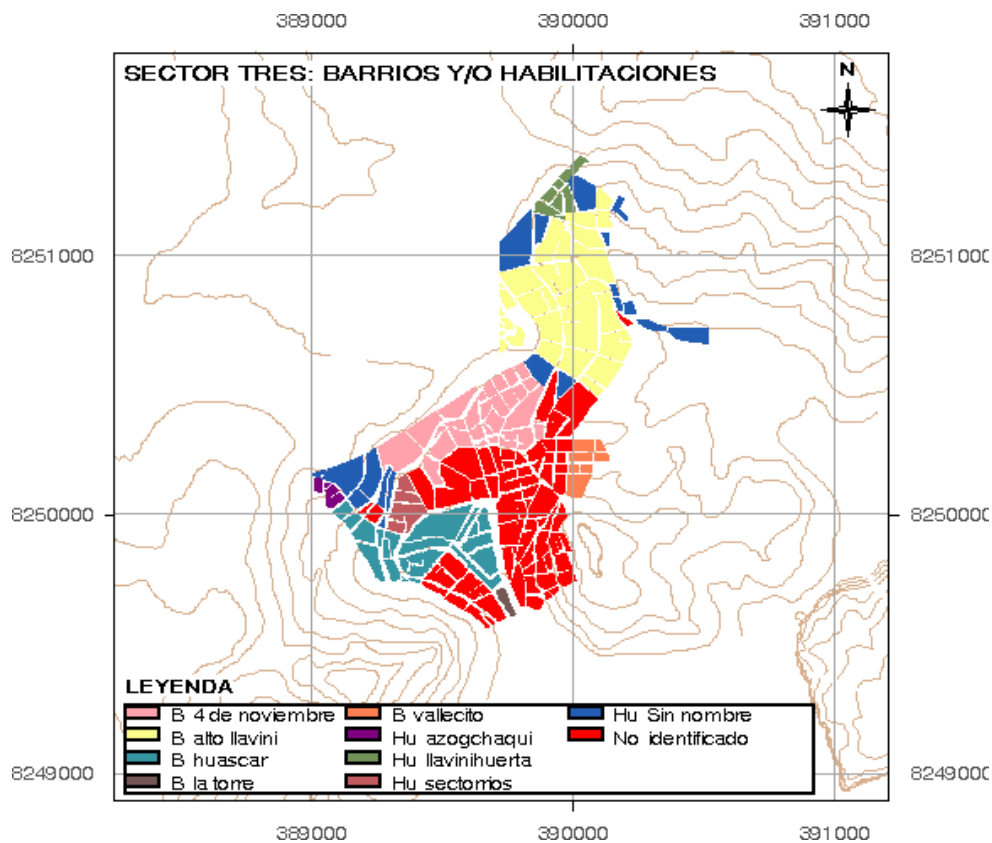 389000 390000 391000
SECTOR TRES: BARRIOS Y/O HABILITACIONES
N
8251000 8251000
8250000 8250000
LEYENDA
B 4 de noviembre B vallecito Hu Sin nombre
B alto llavini Hu azogchaqui No identificado
B huascar Hu llavinihuerta
B la torre Hu sectorrios
8249000 8249000
389000 390000 391000